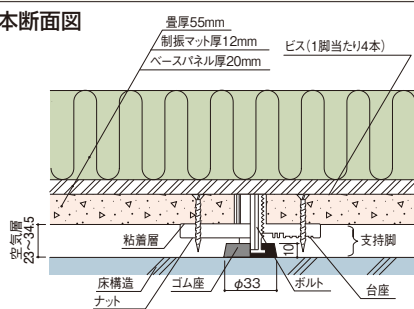 本断面図
畳厚55mm
制振マット厚12mm
ベースパネル厚20mm
ビス(1脚当たり4本)
空気層
23~34.5
粘着層
支持脚
10
床構造
ナット
ゴム座
φ33
ボルト
台座